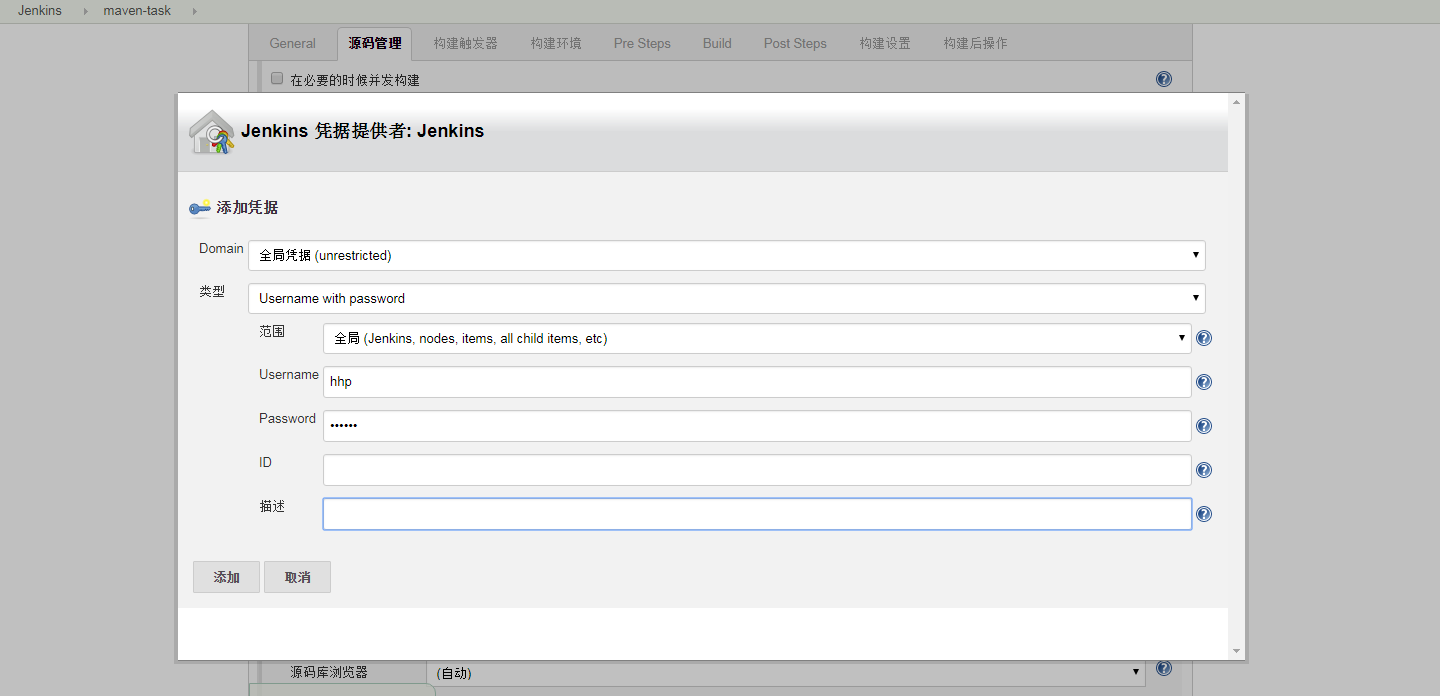 Jenkins maven-task
General 源码管理 构建触发器 构建环境 Pre Steps Build Post Steps 构建设置 构建后操作
在必要的时候并发构建
Jenkins 凭据提供者: Jenkins
添加凭据
Domain 全局凭据 (unrestricted)
类型 Username with password
范围 全局 (Jenkins, nodes, items, all child items, etc)
Username hhp
Password ••••••
ID
描述
添加 取消
源码库浏览器 (自动)